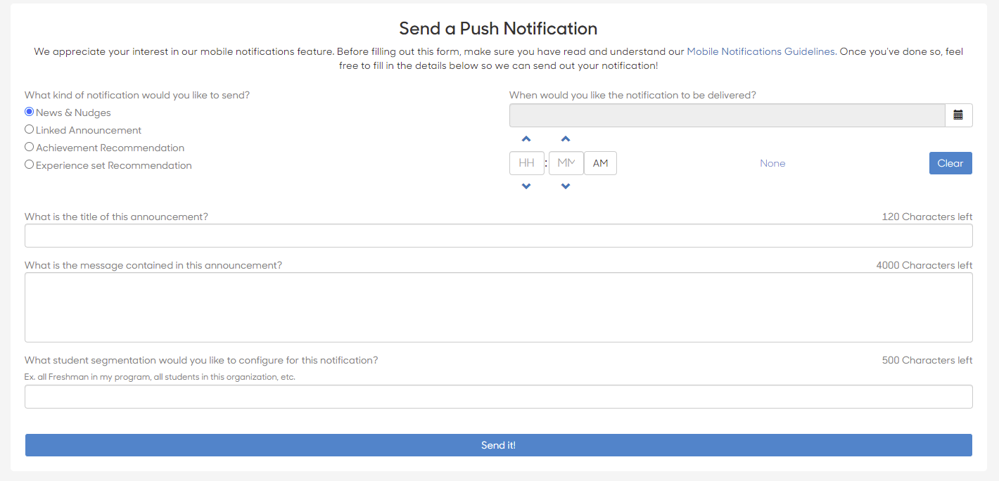 Send a Push Notification
We appreciate your interest in our mobile notifications feature. Before filling out this form, make sure you have read and understand our Mobile Notifications Guidelines. Once you've done so, feel
free to fill in the details below so we can send out your notification!
What kind of notification would you like to send?
News & Nudges
Linked Announcement
Achievement Recommendation
Experience set Recommendation
When would you like the notification to be delivered?
HH : MM AM None Clear
What is the title of this announcement? 120 Characters left
What is the message contained in this announcement? 4000 Characters left
What student segmentation would you like to configure for this notification? 500 Characters left
Ex. all Freshman in my program, all students in this organization, etc.
Send it!